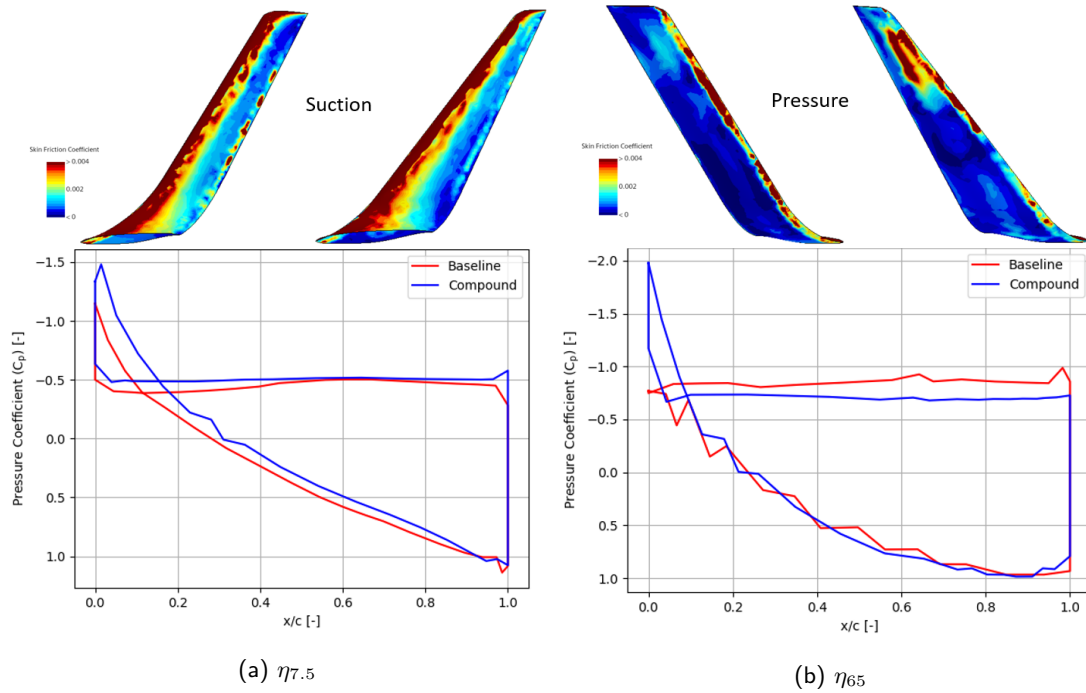 Suction
Pressure
Skin Friction Coefficient
> 0.004
0.002
< 0
Skin Friction Coefficient
> 0.004
0.002
< 0
Baseline
Compound
Pressure Coefficient (Cp) [-]
−1.5
−1.0
−0.5
0.0
0.5
1.0
0.0 0.2 0.4 0.6 0.8 1.0
x/c [-]
Baseline
Compound
Pressure Coefficient (Cp) [-]
−2.0
−1.5
−1.0
−0.5
0.0
0.5
1.0
0.0 0.2 0.4 0.6 0.8 1.0
x/c [-]
(a) η7.5
(b) η65